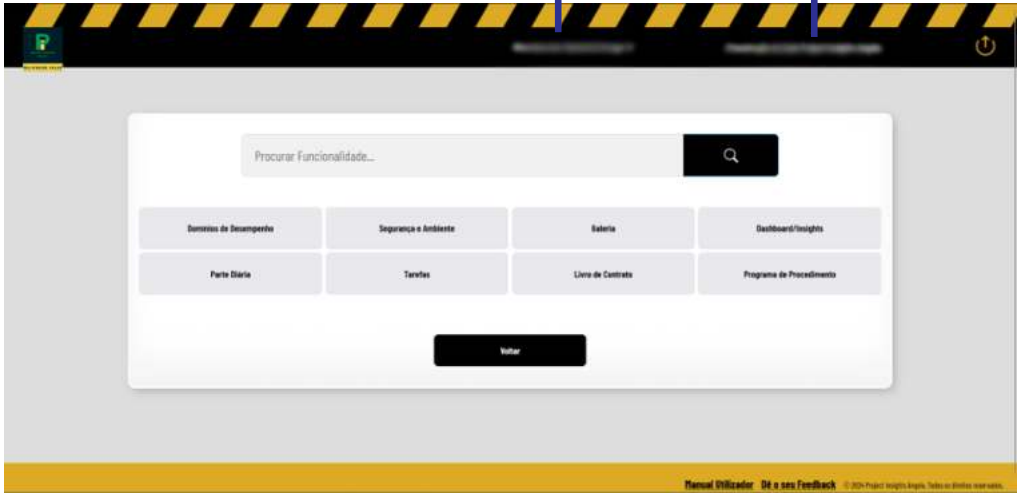 Procurar Funcionalidade...
Domínios de Desempenho
Segurança e Ambiente
Galeria
Dashboard/Insights
Parte Diária
Tarefas
Livro de Contrato
Programa de Procedimento
Voltar
Manual Utilizador Dê o seu Feedback © 2024 Project Insights Angola. Todos os direitos reservados.